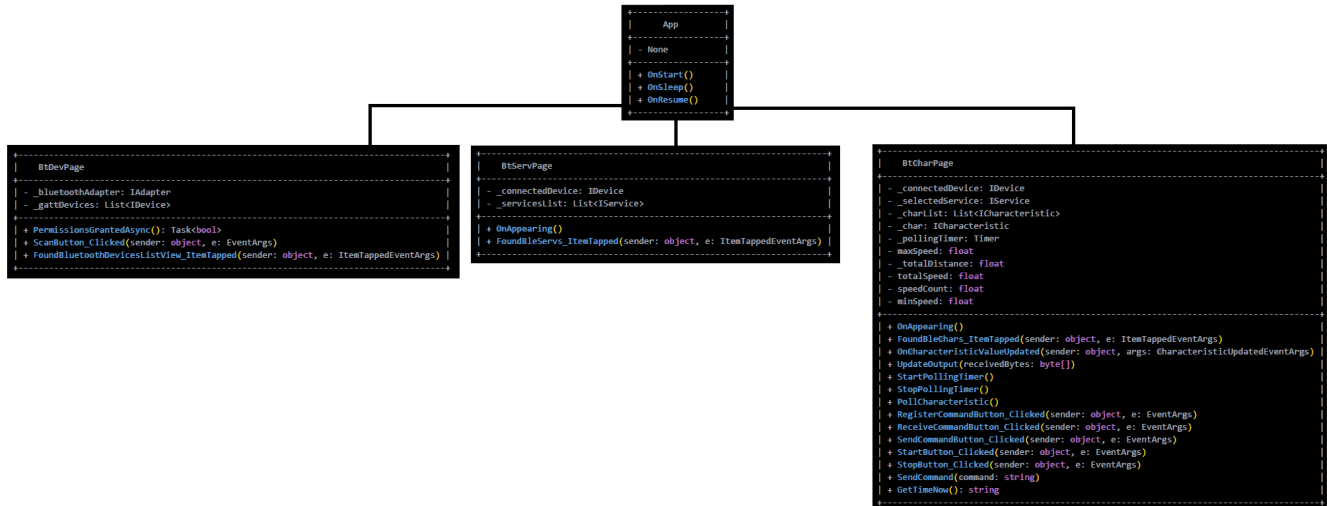 App
- None
+ OnStart()
+ OnSleep()
+ OnResume()
BtDevPage
- _bluetoothAdapter: IAdapter
- _gattDevices: List<IDevice>
+ PermissionsGrantedAsync(): Task<bool>
+ ScanButton_Clicked(sender: object, e: EventArgs)
+ FoundBluetoothDevicesListView_ItemTapped(sender: object, e: ItemTappedEventArgs)
BtServPage
- _connectedDevice: IDevice
- _servicesList: List<IService>
+ OnAppearing()
+ FoundBleServs_ItemTapped(sender: object, e: ItemTappedEventArgs)
BtCharPage
- _connectedDevice: IDevice
- _selectedService: IService
- _charList: List<ICharacteristic>
- _char: ICharacteristic
- _pollingTimer: Timer
- maxSpeed: float
- _totalDistance: float
- totalSpeed: float
- speedCount: float
- minSpeed: float
+ OnAppearing()
+ FoundBleChars_ItemTapped(sender: object, e: ItemTappedEventArgs)
+ OnCharacteristicValueUpdated(sender: object, args: CharacteristicUpdatedEventArgs)
+ UpdateOutput(receivedBytes: byte[])
+ StartPollingTimer()
+ StopPollingTimer()
+ PollCharacteristic()
+ RegisterCommandButton_Clicked(sender: object, e: EventArgs)
+ ReceiveCommandButton_Clicked(sender: object, e: EventArgs)
+ SendCommandButton_Clicked(sender: object, e: EventArgs)
+ StartButton_Clicked(sender: object, e: EventArgs)
+ StopButton_Clicked(sender: object, e: EventArgs)
+ SendCommand(command: string)
+ GetTimeNow(): string